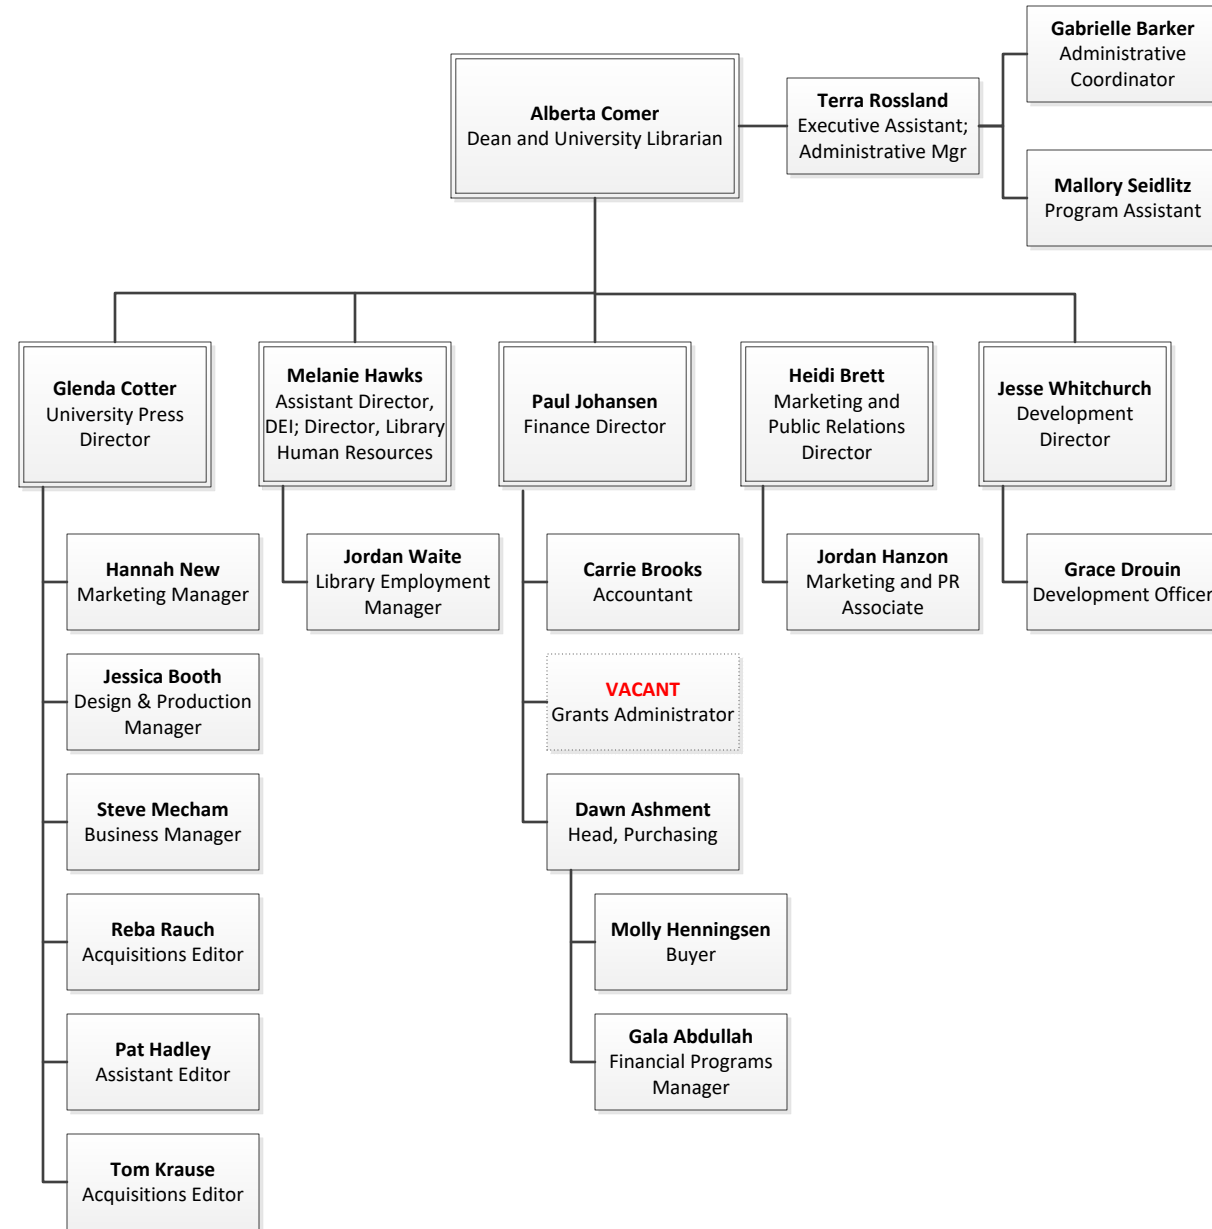 Gabrielle Barker
Administrative
Coordinator
Alberta Comer
Dean and University Librarian
Terra Rossland
Executive Assistant;
Administrative Mgr
Mallory Seidlitz
Program Assistant
Glenda Cotter
University Press
Director
Melanie Hawks
Assistant Director,
DEI; Director, Library
Human Resources
Paul Johansen
Finance Director
Heidi Brett
Marketing and
Public Relations
Director
Jesse Whitchurch
Development
Director
Hannah New
Marketing Manager
Jordan Waite
Library Employment
Manager
Carrie Brooks
Accountant
Jordan Hanzon
Marketing and PR
Associate
Grace Drouin
Development Officer
Jessica Booth
Design & Production
Manager
VACANT
Grants Administrator
Steve Mecham
Business Manager
Dawn Ashment
Head, Purchasing
Reba Rauch
Acquisitions Editor
Molly Henningsen
Buyer
Pat Hadley
Assistant Editor
Gala Abdullah
Financial Programs
Manager
Tom Krause
Acquisitions Editor